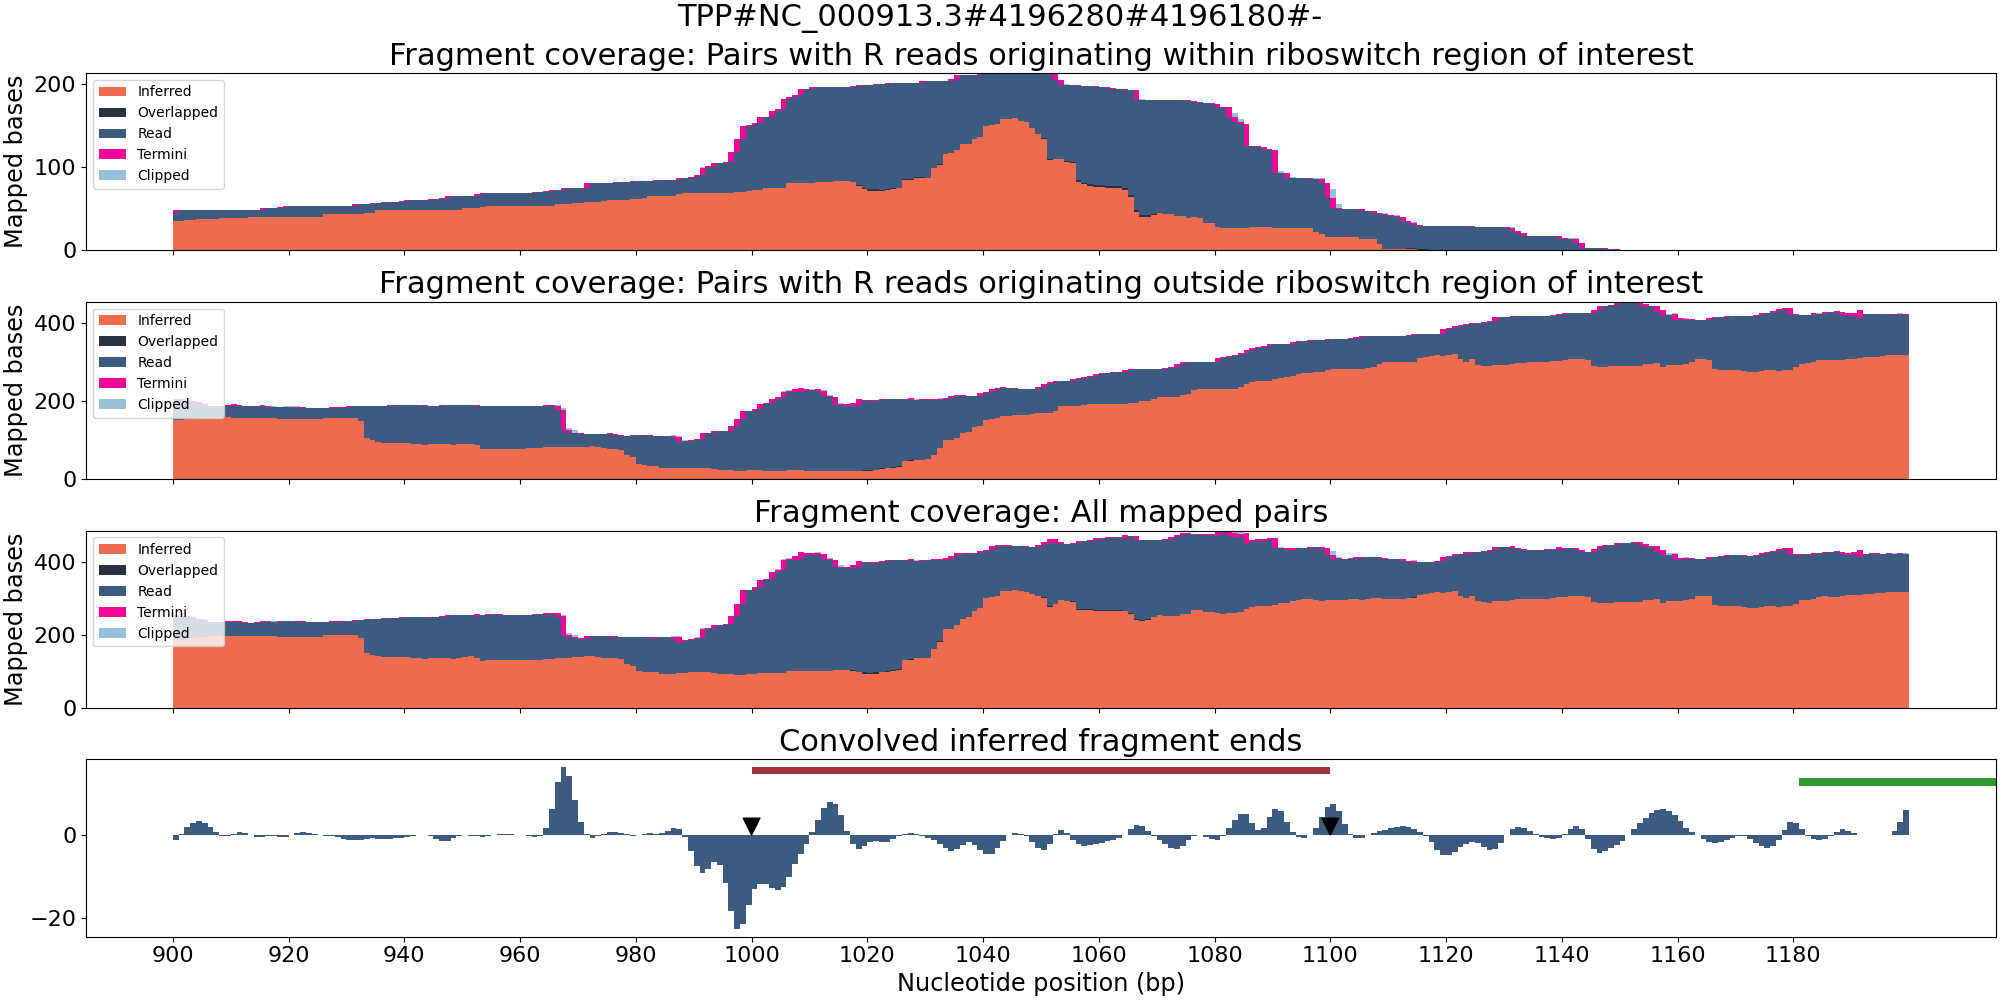 TPP#NC_000913.3#4196280#4196180#-
Fragment coverage: Pairs with R reads originating within riboswitch region of interest
Mapped bases
200
100
0
Inferred
Overlapped
Read
Termini
Clipped
Fragment coverage: Pairs with R reads originating outside riboswitch region of interest
Mapped bases
400
200
0
Inferred
Overlapped
Read
Termini
Clipped
Fragment coverage: All mapped pairs
Mapped bases
400
200
0
Inferred
Overlapped
Read
Termini
Clipped
Convolved inferred fragment ends
0
−20
900 920 940 960 980 1000 1020 1040 1060 1080 1100 1120 1140 1160 1180
Nucleotide position (bp)